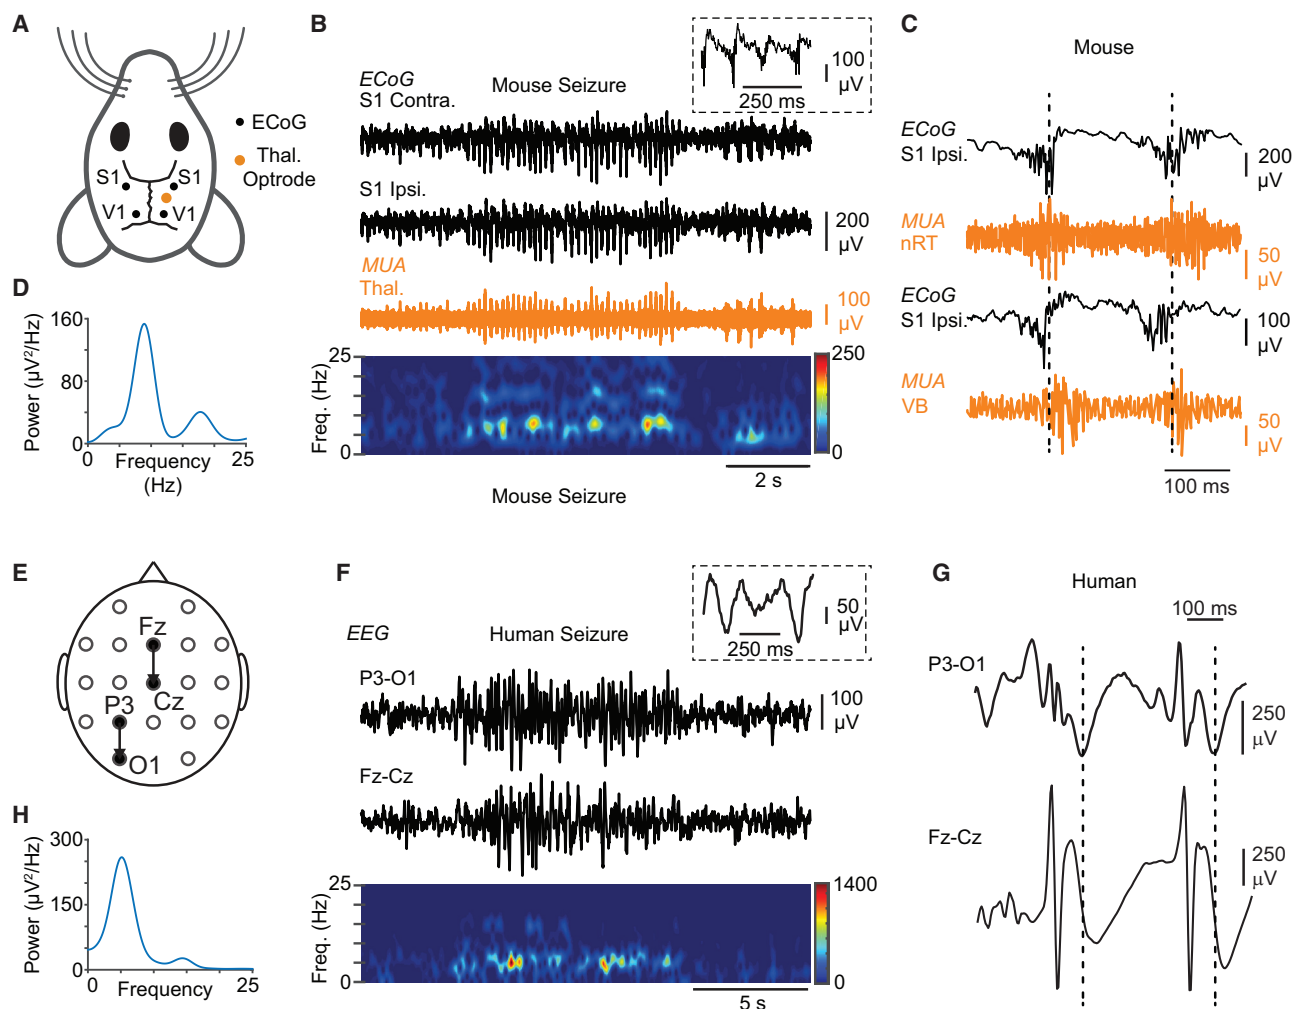 A
ECoG
Thal.
Optrode
S1
S1
V1
V1
B
ECoG
S1 Contra.
Mouse Seizure
100
µV
250 ms
S1 Ipsi.
200
µV
MUA
Thal.
100
µV
25
Freq. (Hz)
0
250
0
2 s
Mouse Seizure
C
Mouse
ECoG
S1 Ipsi.
200
µV
MUA
nRT
50
µV
ECoG
S1 Ipsi.
100
µV
MUA
VB
50
µV
100 ms
D
160
80
0
Power (µV²/Hz)
0
Frequency
25
(Hz)
E
Fz
Cz
P3
O1
F
EEG
Human Seizure
50
µV
250 ms
P3-O1
100
µV
Fz-Cz
25
Freq. (Hz)
0
1400
0
5 s
G
Human
100 ms
P3-O1
250
µV
Fz-Cz
250
µV
H
300
150
0
Power (µV²/Hz)
0
Frequency
25